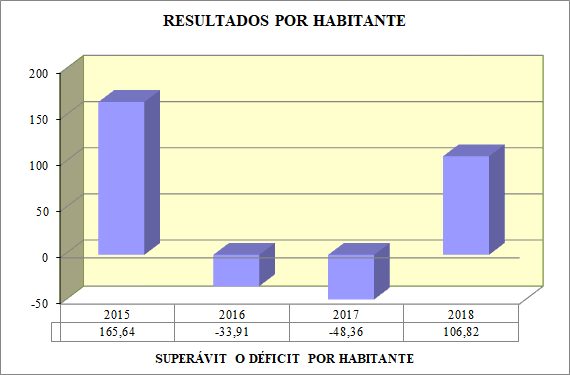 RESULTADOS POR HABITANTE
200
150
100
50
0
-50
2015 2016 2017 2018
165,64 -33,91 -48,36 106,82
SUPERÁVIT O DÉFICIT POR HABITANTE